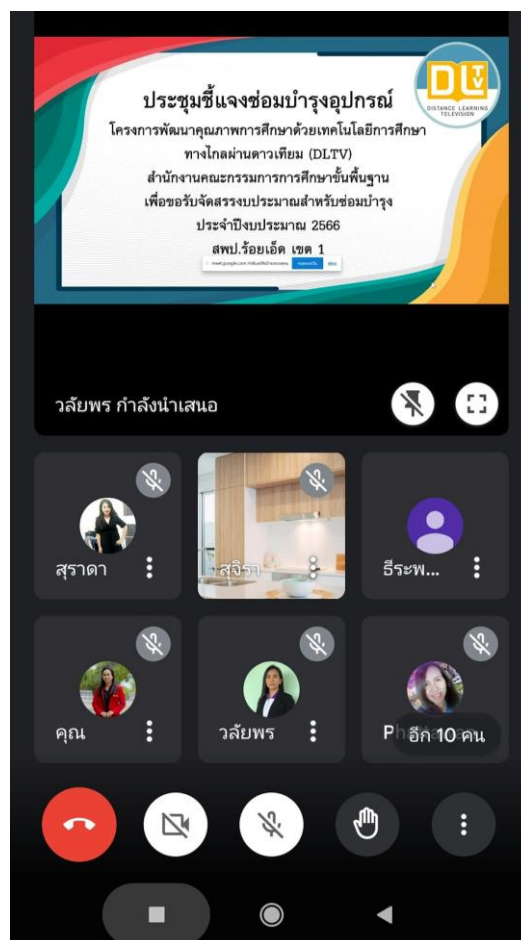 ประชุมชี้แจงซ่อมบำรุงอุปกรณ์
โครงการพัฒนาคุณภาพการศึกษาด้วยเทคโนโลยีการศึกษา
ทางไกลผ่านดาวเทียม (DLTV)
สำนักงานคณะกรรมการการศึกษาขั้นพื้นฐาน
เพื่อขอรับจัดสรรงบประมาณสำหรับซ่อมบำรุง
ประจำปีงบประมาณ 2566
สพป.ร้อยเอ็ด เขต 1
DLTV
DISTANCE LEARNING
TELEVISION
วลัยพร กำลังนำเสนอ
สุราดา
สุจิรา
ธีระพ...
คุณ
วลัยพร
อีก 10 คน